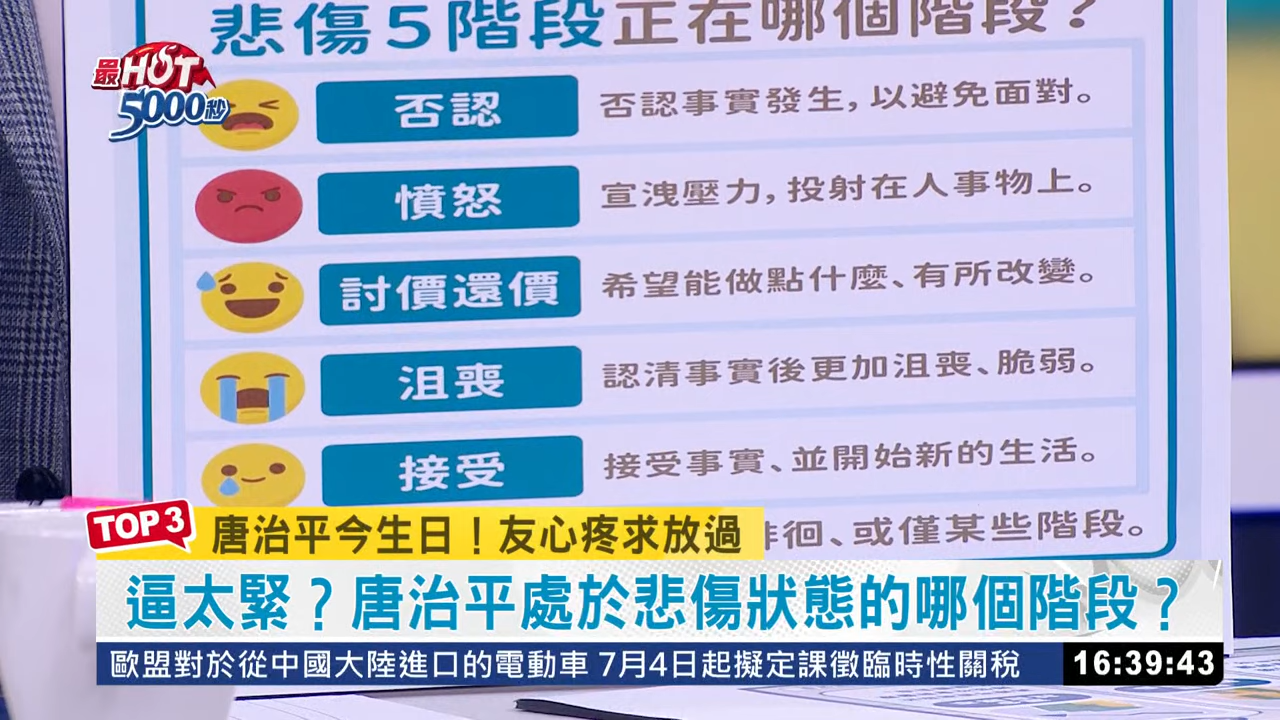 悲傷5階段正在哪個階段?
最HOT
5000秒
否認
否認事實發生,以避免面對。
憤怒
宣洩壓力,投射在人事物上。
討價還價
希望能做點什麼、有所改變。
沮喪
認清事實後更加沮喪、脆弱。
接受
接受事實、並開始新的生活。
徘徊、或僅某些階段。
TOP 3
唐治平今生日!友心疼求放過
逼太緊?唐治平處於悲傷狀態的哪個階段?
歐盟對於從中國大陸進口的電動車 7月4日起擬定課徵臨時性關稅
16:39:43